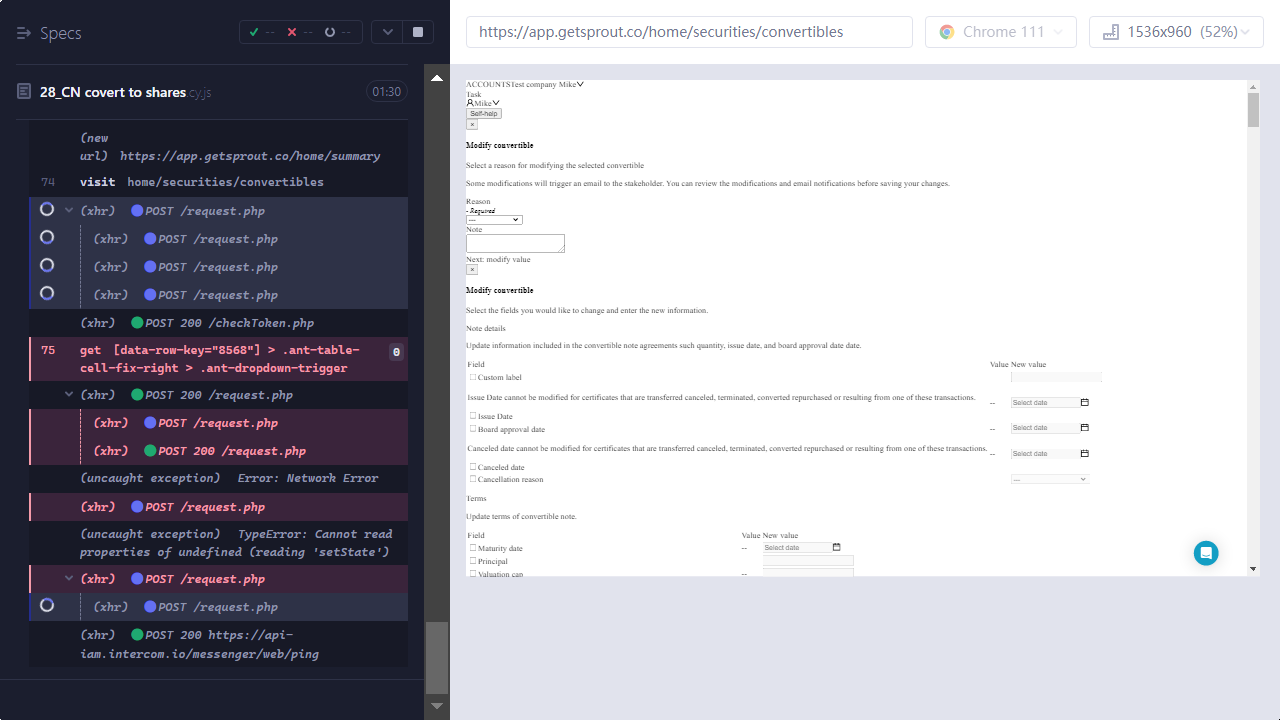 Specs
-- -- --
28_CN covert to shares.cy.js
01:30
(new
url) https://app.getsprout.co/home/summary
74 visit home/securities/convertibles
(xhr) POST /request.php
(xhr) POST /request.php
(xhr) POST /request.php
(xhr) POST /request.php
(xhr) POST 200 /checkToken.php
75 get [data-row-key="8568"] > .ant-table-
cell-fix-right > .ant-dropdown-trigger
0
(xhr) POST 200 /request.php
(xhr) POST /request.php
(xhr) POST 200 /request.php
(uncaught exception) Error: Network Error
(xhr) POST /request.php
(uncaught exception) TypeError: Cannot read
properties of undefined (reading 'setState')
(xhr) POST /request.php
(xhr) POST /request.php
(xhr) POST 200 https://api-
iam.intercom.io/messenger/web/ping
https://app.getsprout.co/home/securities/convertibles
Chrome 111
1536x960 (52%)
ACCOUNTSTest company Mike
Task
Mike
Self-help
×
Modify convertible
Select a reason for modifying the selected convertible
Some modifications will trigger an email to the stakeholder. You can review the modifications and email notifications before saving your changes.
Reason
- Required
---
Note
Next: modify value
×
Modify convertible
Select the fields you would like to change and enter the new information.
Note details
Update information included in the convertible note agreements such quantity, issue date, and board approval date date.
Field Value New value
Custom label
Issue Date cannot be modified for certificates that are transferred canceled, terminated, converted repurchased or resulting from one of these transactions. -- Select date
Issue Date
Board approval date -- Select date
Canceled date cannot be modified for certificates that are transferred canceled, terminated, converted repurchased or resulting from one of these transactions. -- Select date
Canceled date
Cancellation reason ---
Terms
Update terms of convertible note.
Field Value New value
Maturity date -- Select date
Principal
Valuation cap --